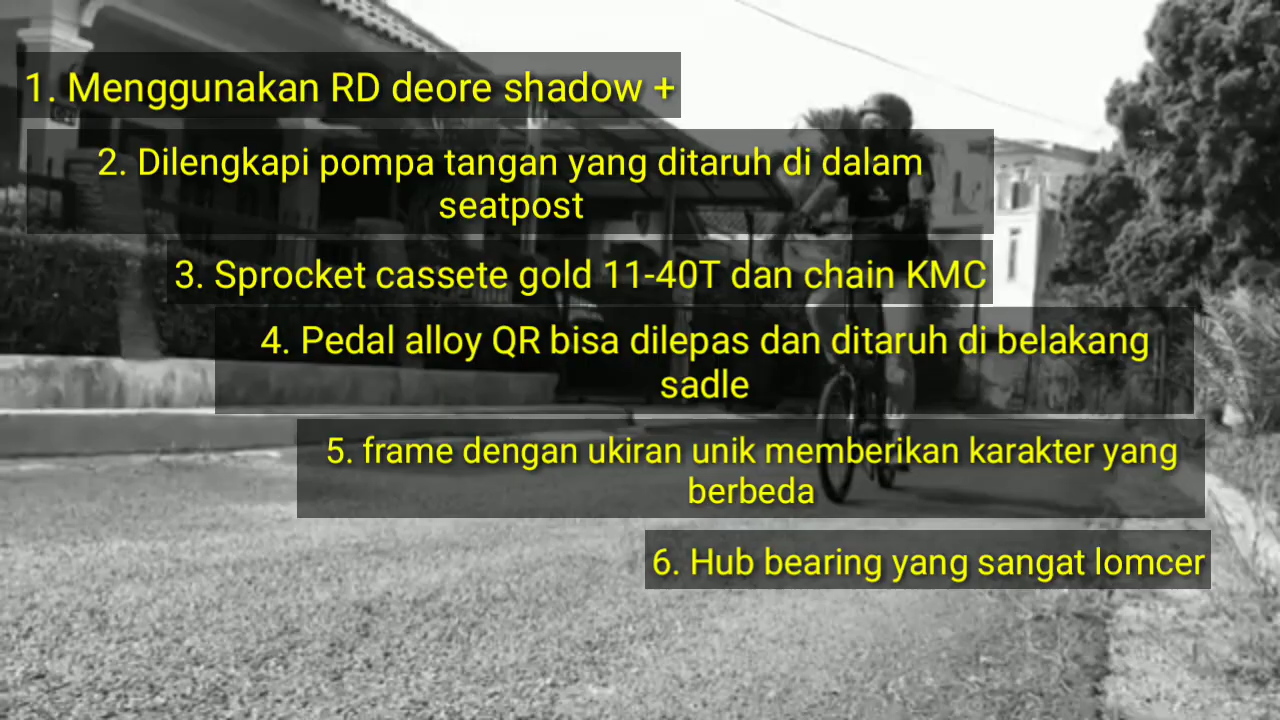 1. Menggunakan RD deore shadow +
2. Dilengkapi pompa tangan yang ditaruh di dalam
seatpost
3. Sprocket cassete gold 11-40T dan chain KMC
4. Pedal alloy QR bisa dilepas dan ditaruh di belakang
sadle
5. frame dengan ukiran unik memberikan karakter yang
berbeda
6. Hub bearing yang sangat lomcer